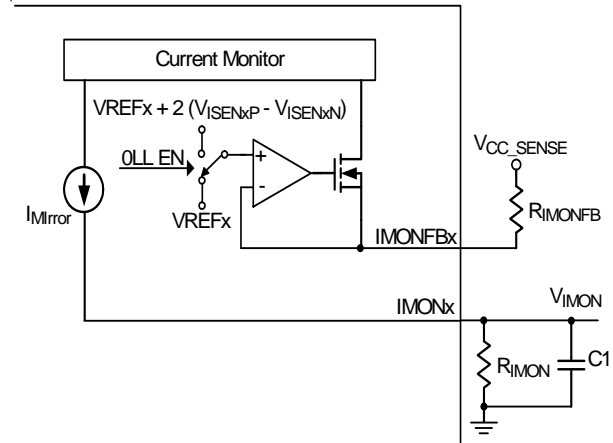 Current Monitor
VREFx + 2 (VISENxP - VISENxN)
0LL EN
+
-
VREFx
IMIrror
VCC_SENSE
RIMONFB
IMONFBx
IMONx
VIMON
RIMON
C1